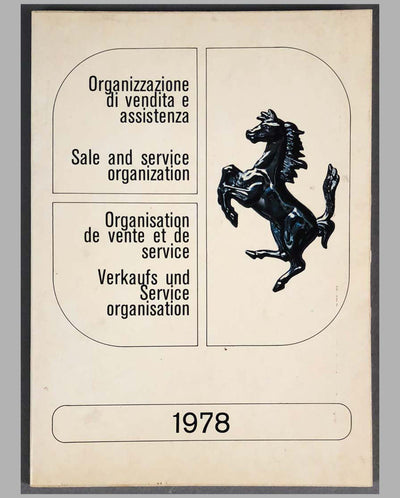 Organizzazione
di vendita e
assistenza
Sale and service
organization
Organisation
de vente et de
service
Verkaufs und
Service
organisation
1978